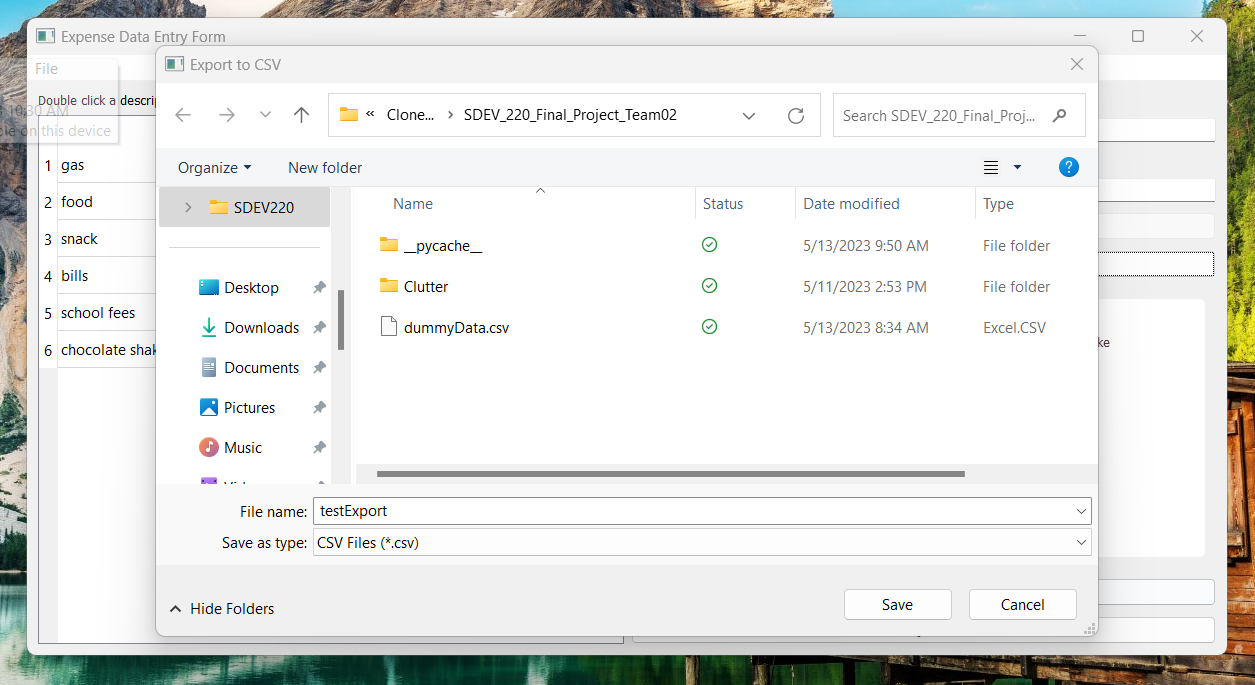 Expense Data Entry Form
File
Double click a descrip
10:30 AM
ble on this device
1 gas
2 food
3 snack
4 bills
5 school fees
6 chocolate shak
ke
Export to CSV
« Clone... > SDEV_220_Final_Project_Team02
Search SDEV_220_Final_Proj...
Organize
New folder
?
SDEV220
Desktop
Downloads
Documents
Pictures
Music
Name Status Date modified Type
__pycache__ 5/13/2023 9:50 AM File folder
Clutter 5/11/2023 2:53 PM File folder
dummyData.csv 5/13/2023 8:34 AM Excel.CSV
File name: testExport
Save as type: CSV Files (*.csv)
Hide Folders
Save
Cancel